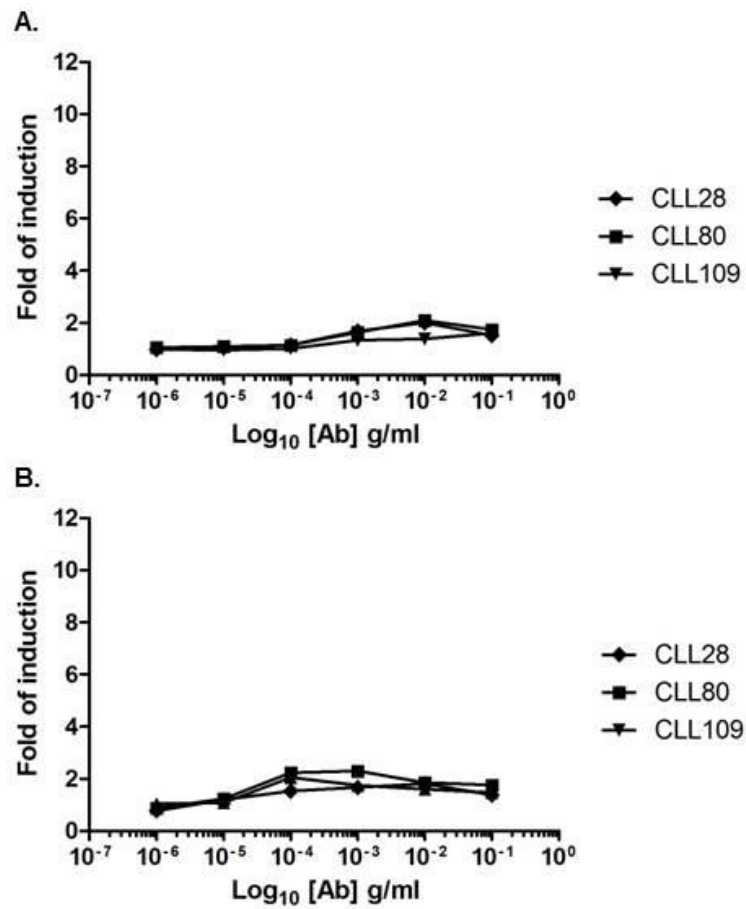 A.
12
10
8
6
4
2
0
Fold of induction
10⁻⁷ 10⁻⁶ 10⁻⁵ 10⁻⁴ 10⁻³ 10⁻² 10⁻¹ 10⁰
Log₁₀ [Ab] g/ml
CLL28
CLL80
CLL109
B.
12
10
8
6
4
2
0
Fold of induction
10⁻⁷ 10⁻⁶ 10⁻⁵ 10⁻⁴ 10⁻³ 10⁻² 10⁻¹ 10⁰
Log₁₀ [Ab] g/ml
CLL28
CLL80
CLL109